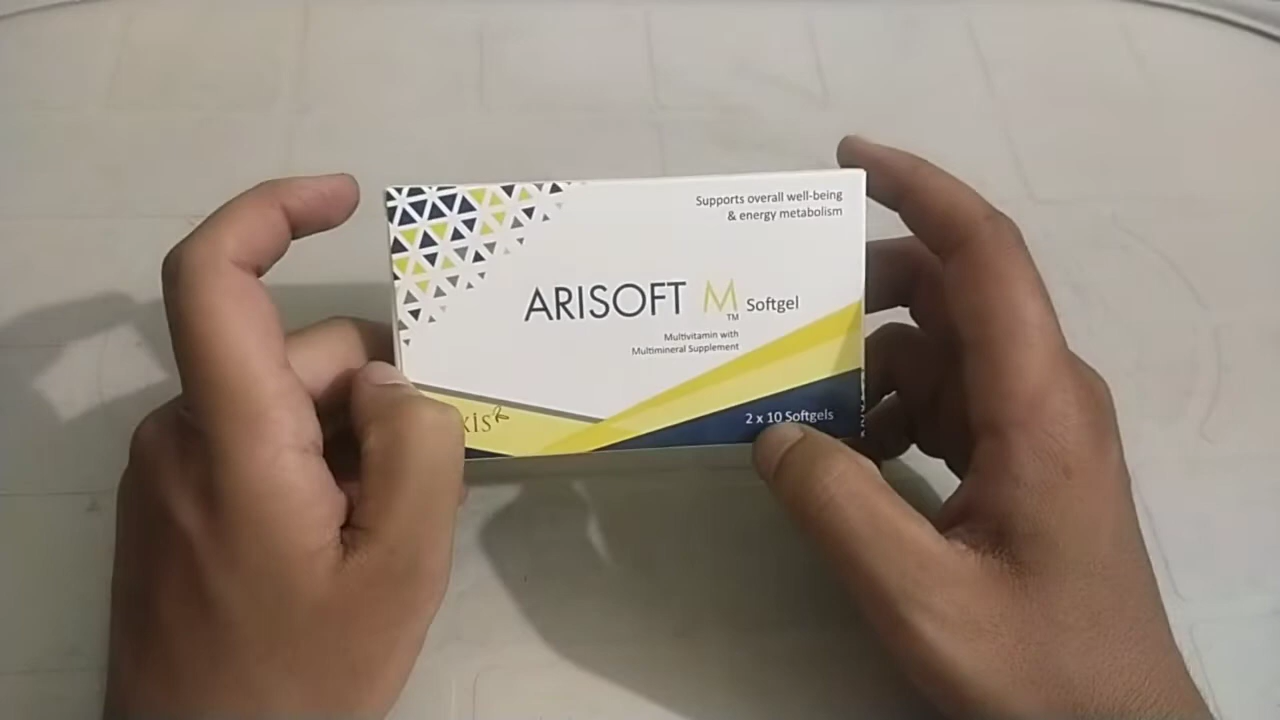 Supports overall well-being
& energy metabolism
ARISOFT M Softgel
TM
Multivitamin with
Multimineral Supplement
2 x 10 Softgels